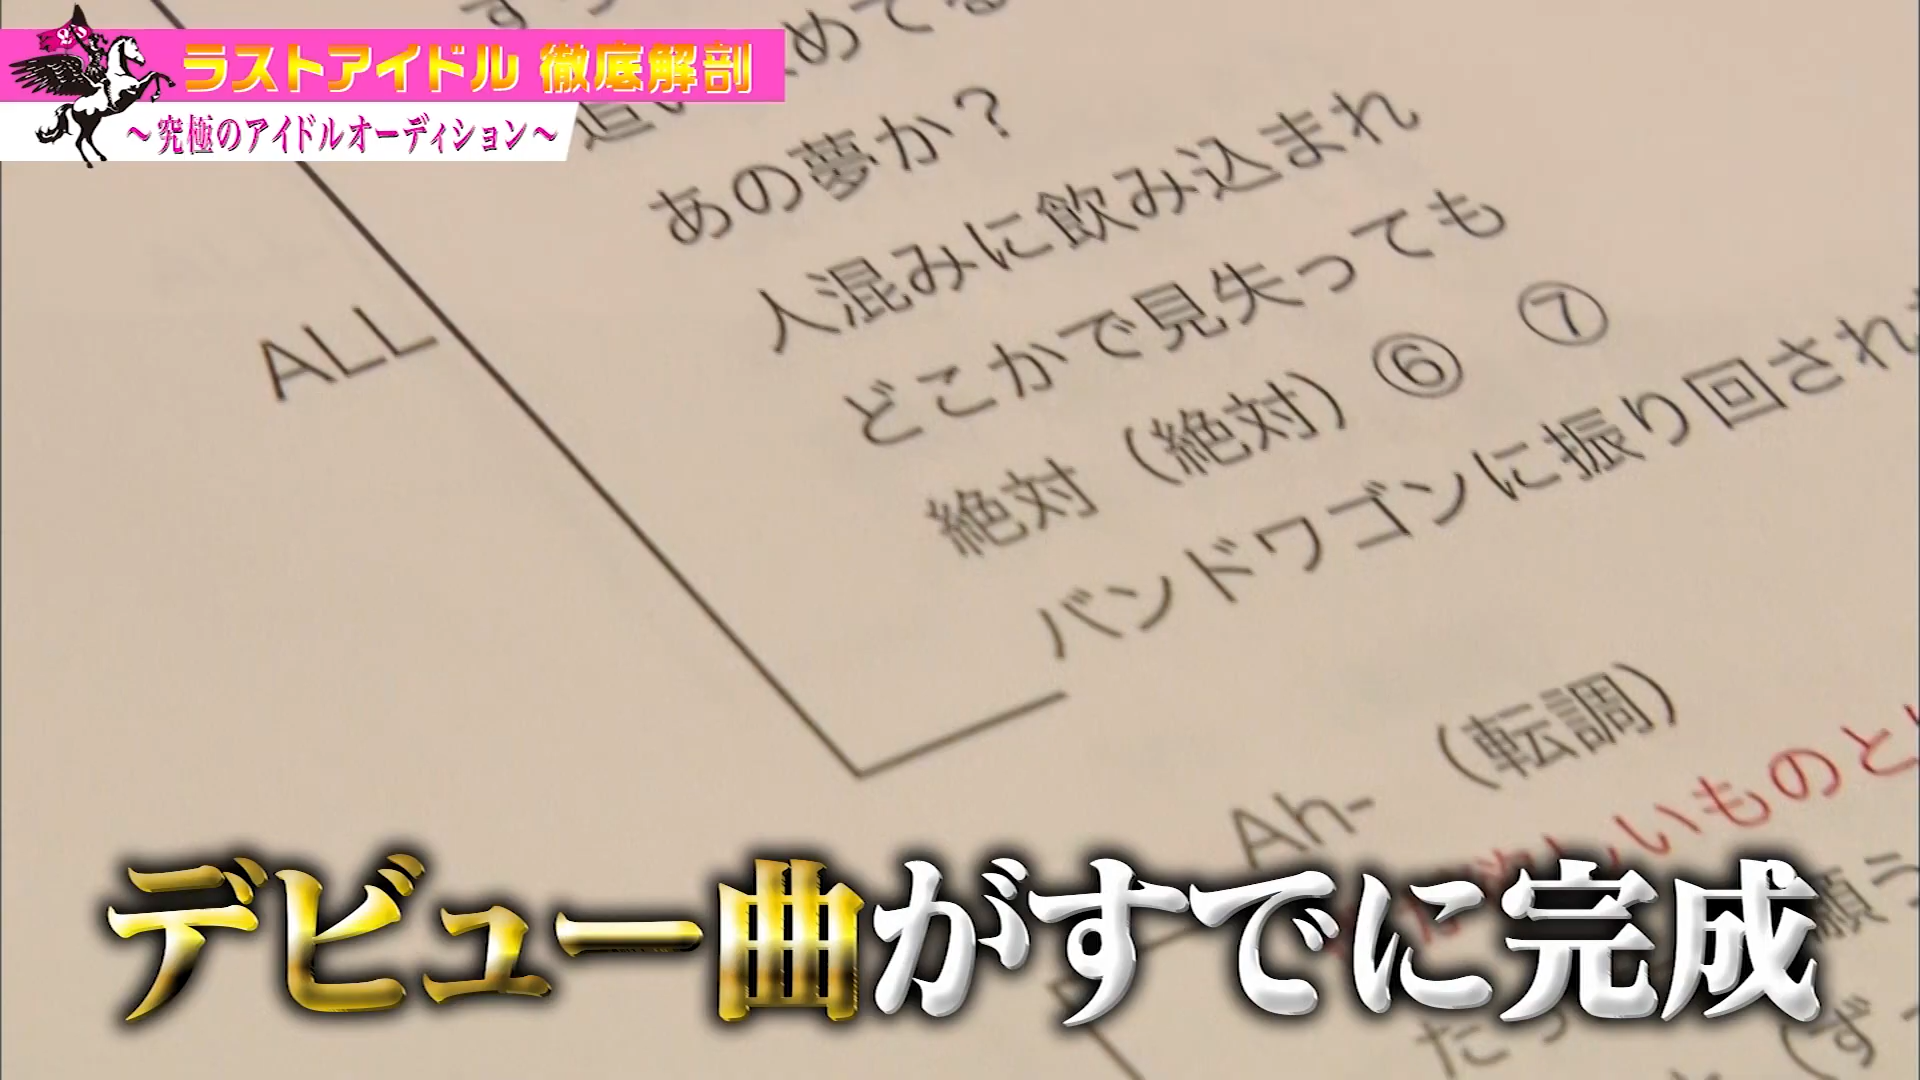 ラストアイドル 徹底解剖
～究極のアイドルオーディション～
あの夢か？
人混みに飲み込まれ
どこかで見失っても
絶対（絶対）⑥ ⑦
バンドワゴンに振り回され
ALL
（転調）
Ah-
いものと
デビュー曲がすでに完成